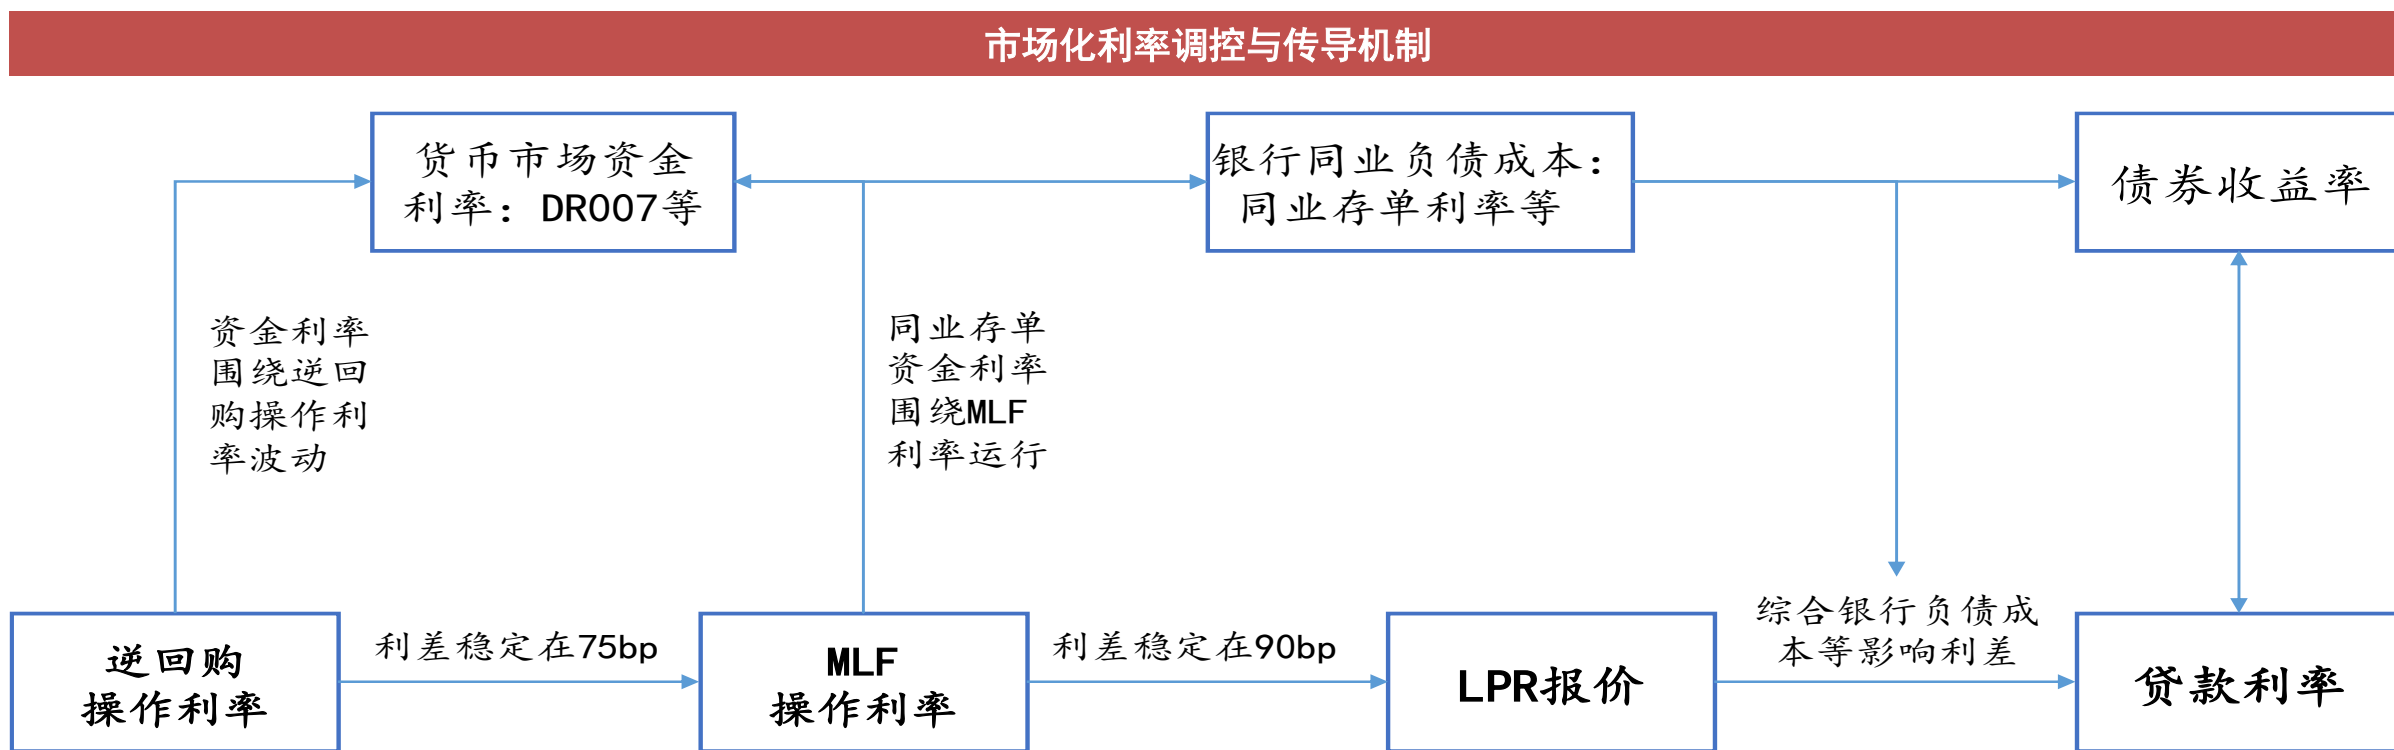 市场化利率调控与传导机制
货币市场资金
利率：DR007等
银行同业负债成本：
同业存单利率等
债券收益率
资金利率
围绕逆回
购操作利
率波动
同业存单
资金利率
围绕MLF
利率运行
逆回购
操作利率
利差稳定在75bp
MLF
操作利率
利差稳定在90bp
LPR报价
综合银行负债成
本等影响利差
贷款利率